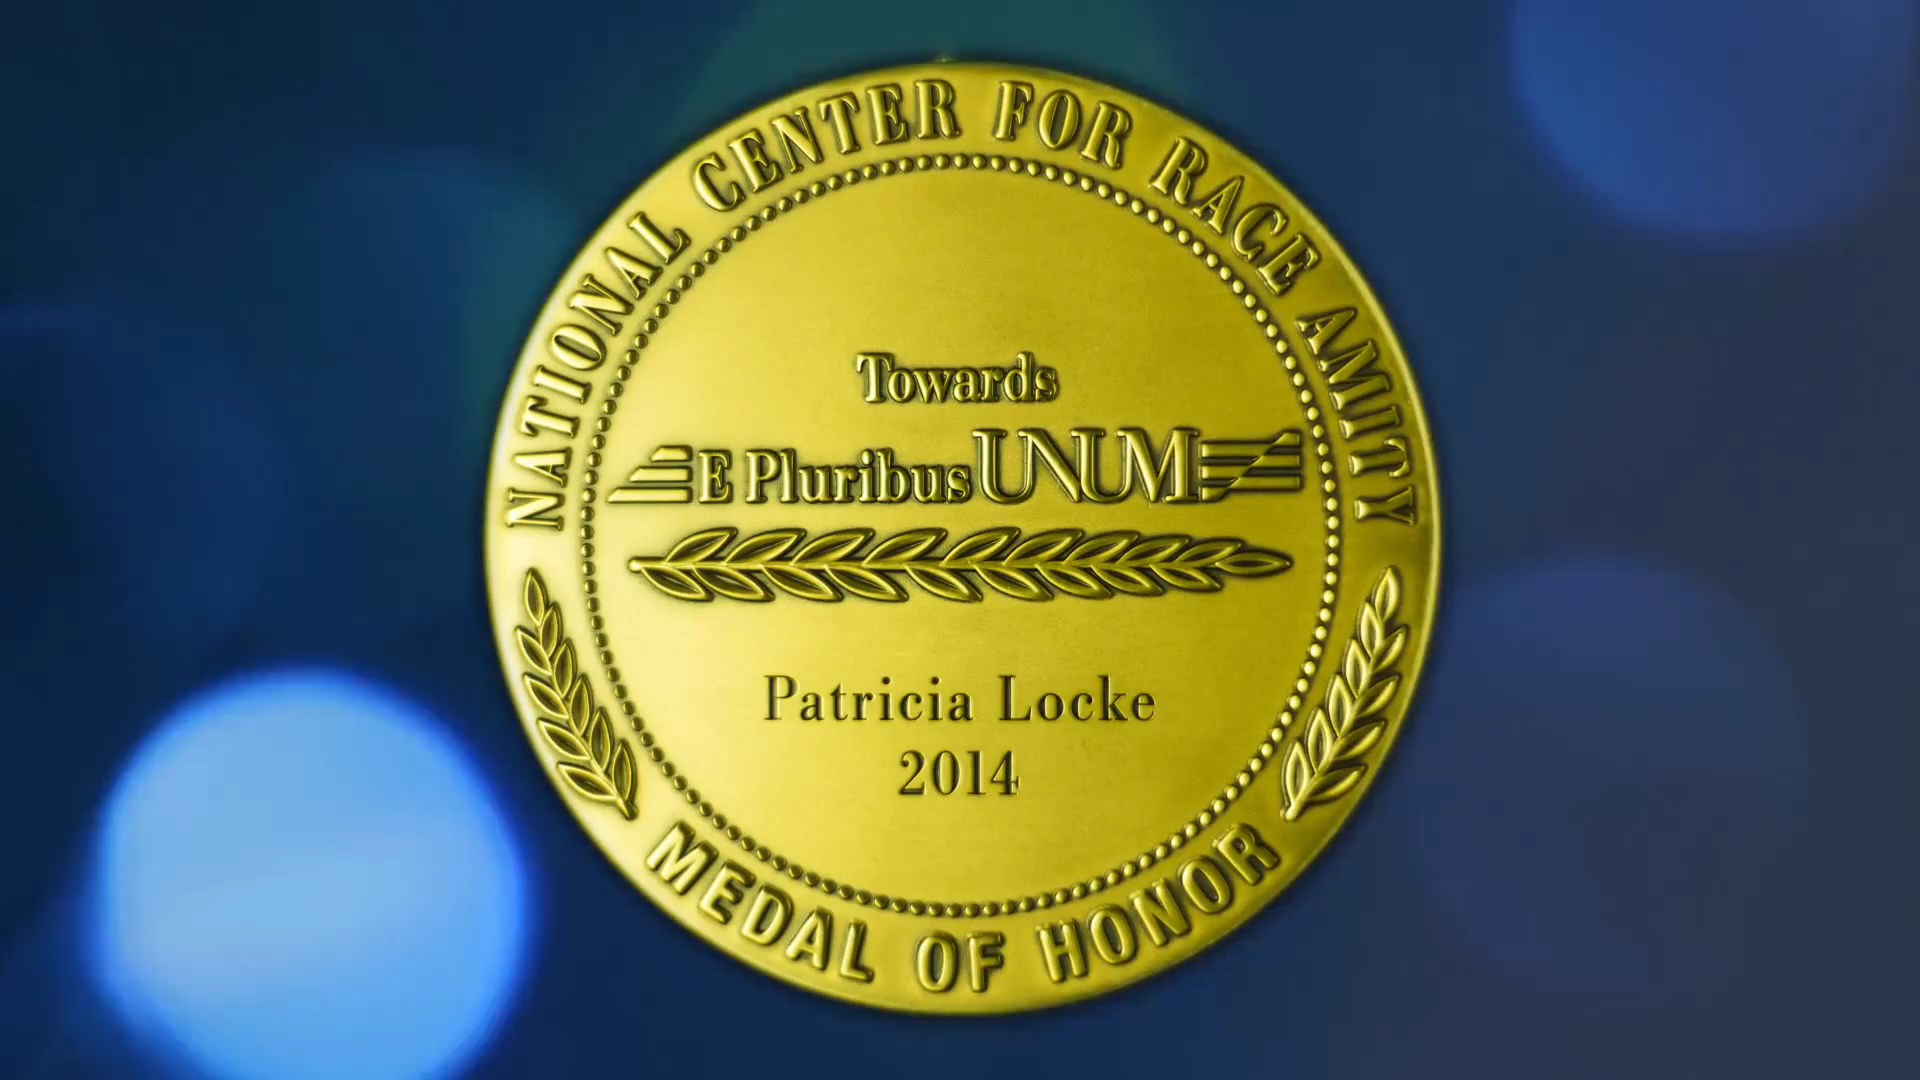 NATIONAL CENTER FOR RACE AMITY
Towards
E Pluribus UNUM
Patricia Locke
2014
MEDAL OF HONOR